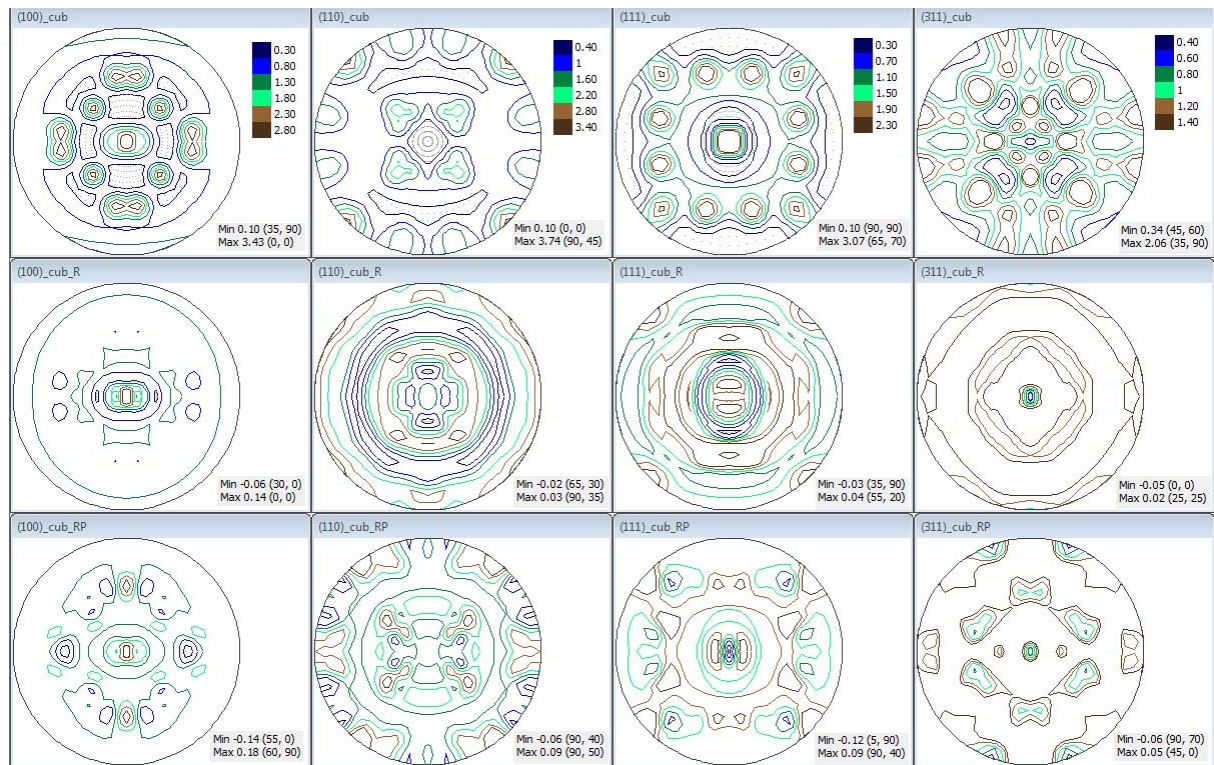 (100)_cub
0.30
0.80
1.30
1.80
2.30
2.80
Min 0.10 (35, 90)
Max 3.43 (0, 0)
(110)_cub
0.40
1
1.60
2.20
2.80
3.40
Min 0.10 (0, 0)
Max 3.74 (90, 45)
(111)_cub
0.30
0.70
1.10
1.50
1.90
2.30
Min 0.10 (90, 90)
Max 3.07 (65, 70)
(311)_cub
0.40
0.60
0.80
1
1.20
1.40
Min 0.34 (45, 60)
Max 2.06 (35, 90)
(100)_cub_R
Min -0.06 (30, 0)
Max 0.14 (0, 0)
(110)_cub_R
Min -0.02 (65, 30)
Max 0.03 (90, 35)
(111)_cub_R
Min -0.03 (35, 90)
Max 0.04 (55, 20)
(311)_cub_R
Min -0.05 (0, 0)
Max 0.02 (25, 25)
(100)_cub_RP
Min -0.14 (55, 0)
Max 0.18 (60, 90)
(110)_cub_RP
Min -0.06 (90, 40)
Max 0.09 (90, 50)
(111)_cub_RP
Min -0.12 (5, 90)
Max 0.09 (90, 40)
(311)_cub_RP
Min -0.06 (90, 70)
Max 0.05 (45, 0)